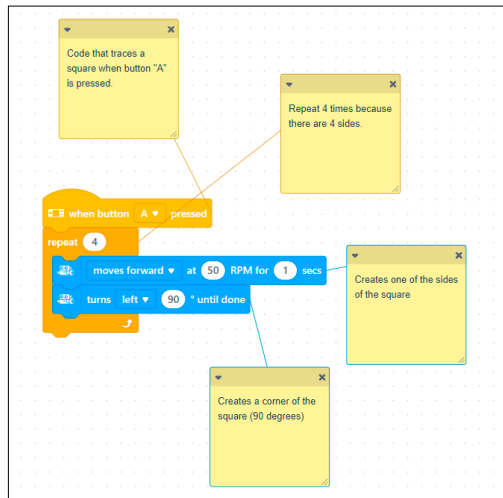 Code that traces a
square when button "A"
is pressed.
Repeat 4 times because
there are 4 sides.
when button A pressed
repeat 4
moves forward at 50 RPM for 1 secs
turns left 90 ° until done
Creates one of the sides
of the square
Creates a corner of the
square (90 degrees)